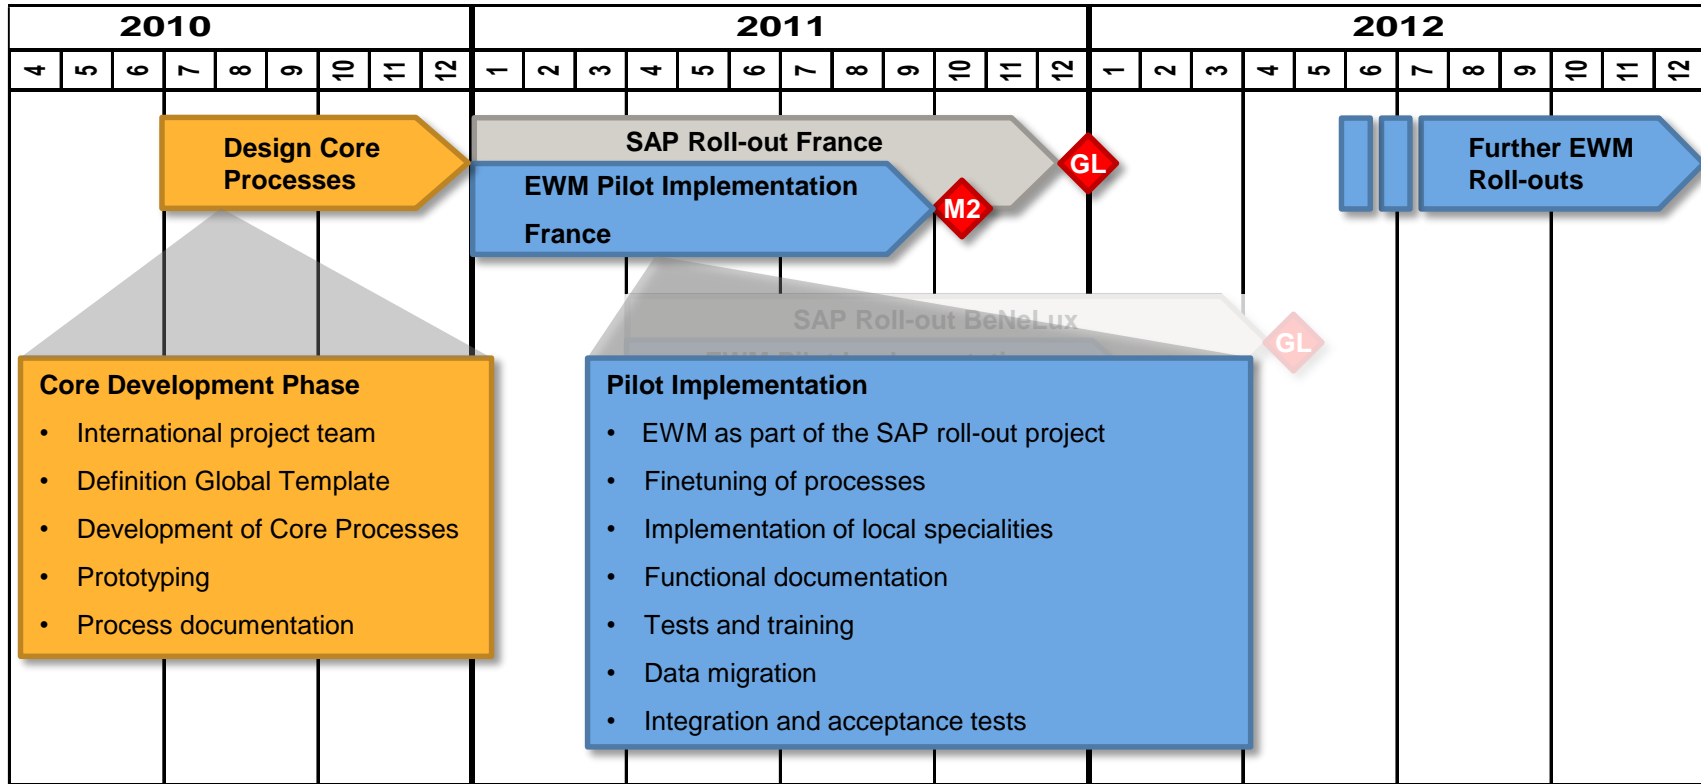 2010 2011 2012
4 5 6 7 8 9 10 11 12 1 2 3 4 5 6 7 8 9 10 11 12 1 2 3 4 5 6 7 8 9 10 11 12
Design Core
Processes
SAP Roll-out France
GL
EWM Pilot Implementation
France
M2
Further EWM
Roll-outs
SAP Roll-out BeNeLux
GL
Core Development Phase
• International project team
• Definition Global Template
• Development of Core Processes
• Prototyping
• Process documentation
Pilot Implementation
• EWM as part of the SAP roll-out project
• Finetuning of processes
• Implementation of local specialities
• Functional documentation
• Tests and training
• Data migration
• Integration and acceptance tests